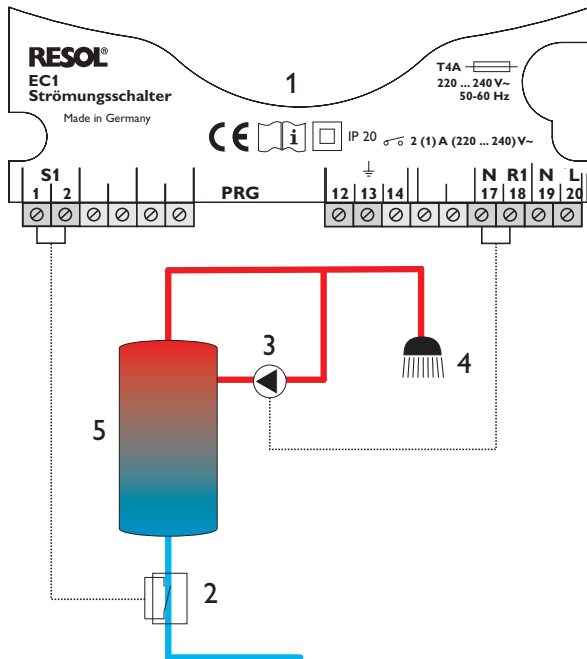 RESOL®
EC1
Strömungsschalter
Made in Germany
1
T4A
220 ... 240 V~
50-60 Hz
CE
i
IP 20
2 (1) A (220 ... 240) V~
S1
N R1 N L
1 2
PRG
12 13 14
17 18 19 20
3
4
5
2